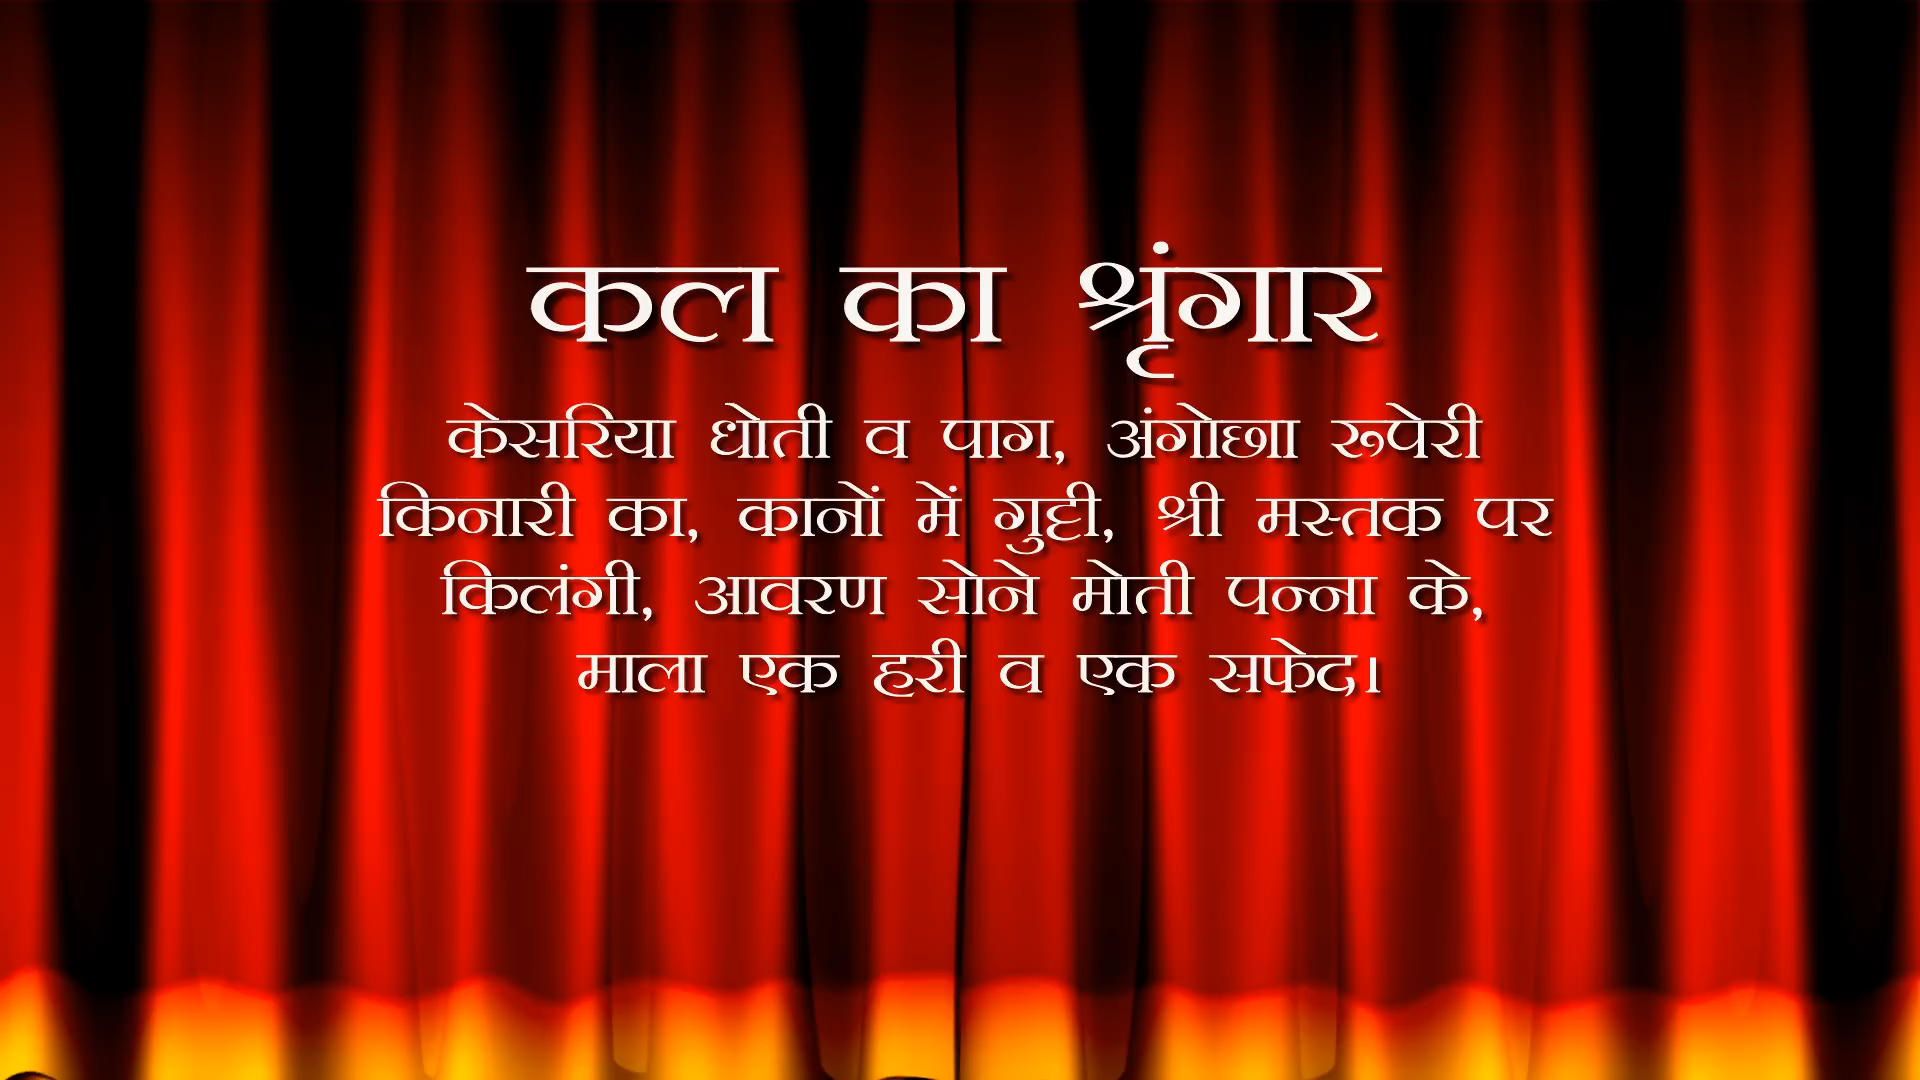 कल का श्रृंगार
केसरिया धोती व पाग, अंगोछा रूपेरी
किनारी का, कानों में गुट्टी, श्री मस्तक पर
किलंगी, आवरण सोने मोती पन्ना के,
माला एक हरी व एक सफेद।